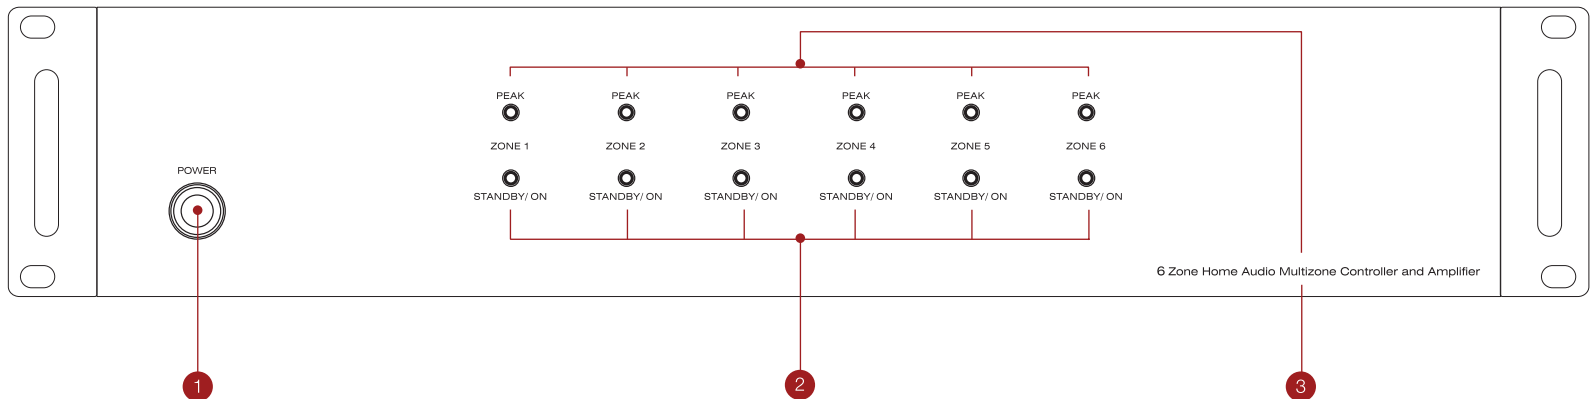 PEAK PEAK PEAK PEAK PEAK PEAK
ZONE 1 ZONE 2 ZONE 3 ZONE 4 ZONE 5 ZONE 6
POWER
STANDBY/ ON STANDBY/ ON STANDBY/ ON STANDBY/ ON STANDBY/ ON STANDBY/ ON
6 Zone Home Audio Multizone Controller and Amplifier
1 2 3